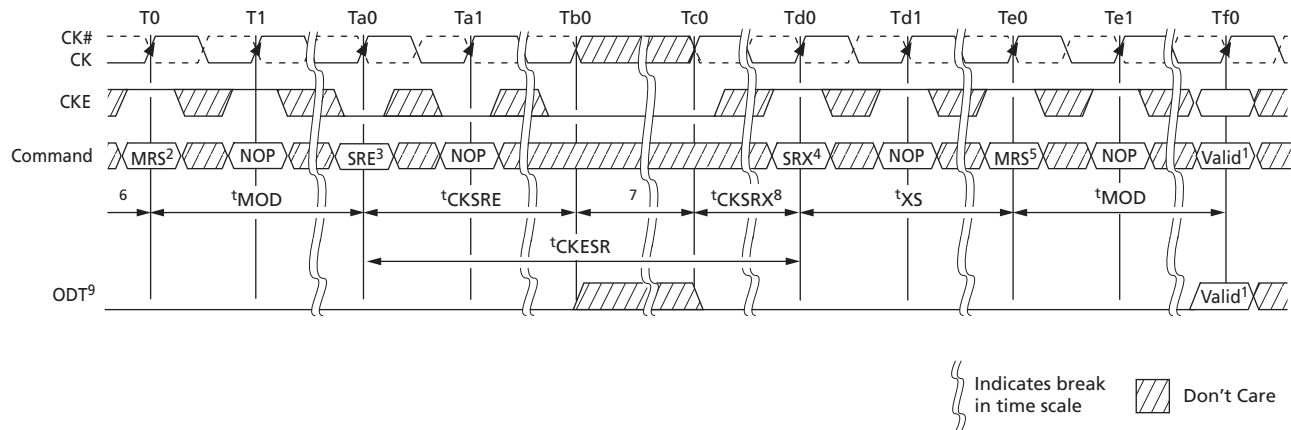 T0 T1 Ta0 Ta1 Tb0 Tc0 Td0 Td1 Te0 Te1 Tf0
CK#
CK
CKE
Command MRS2 NOP SRE3 NOP SRX4 NOP MRS5 NOP Valid1
6 tMOD tCKSRE 7 tCKSRX8 tXS tMOD
tCKESR
ODT9 Valid1
Indicates break
in time scale
Don't Care